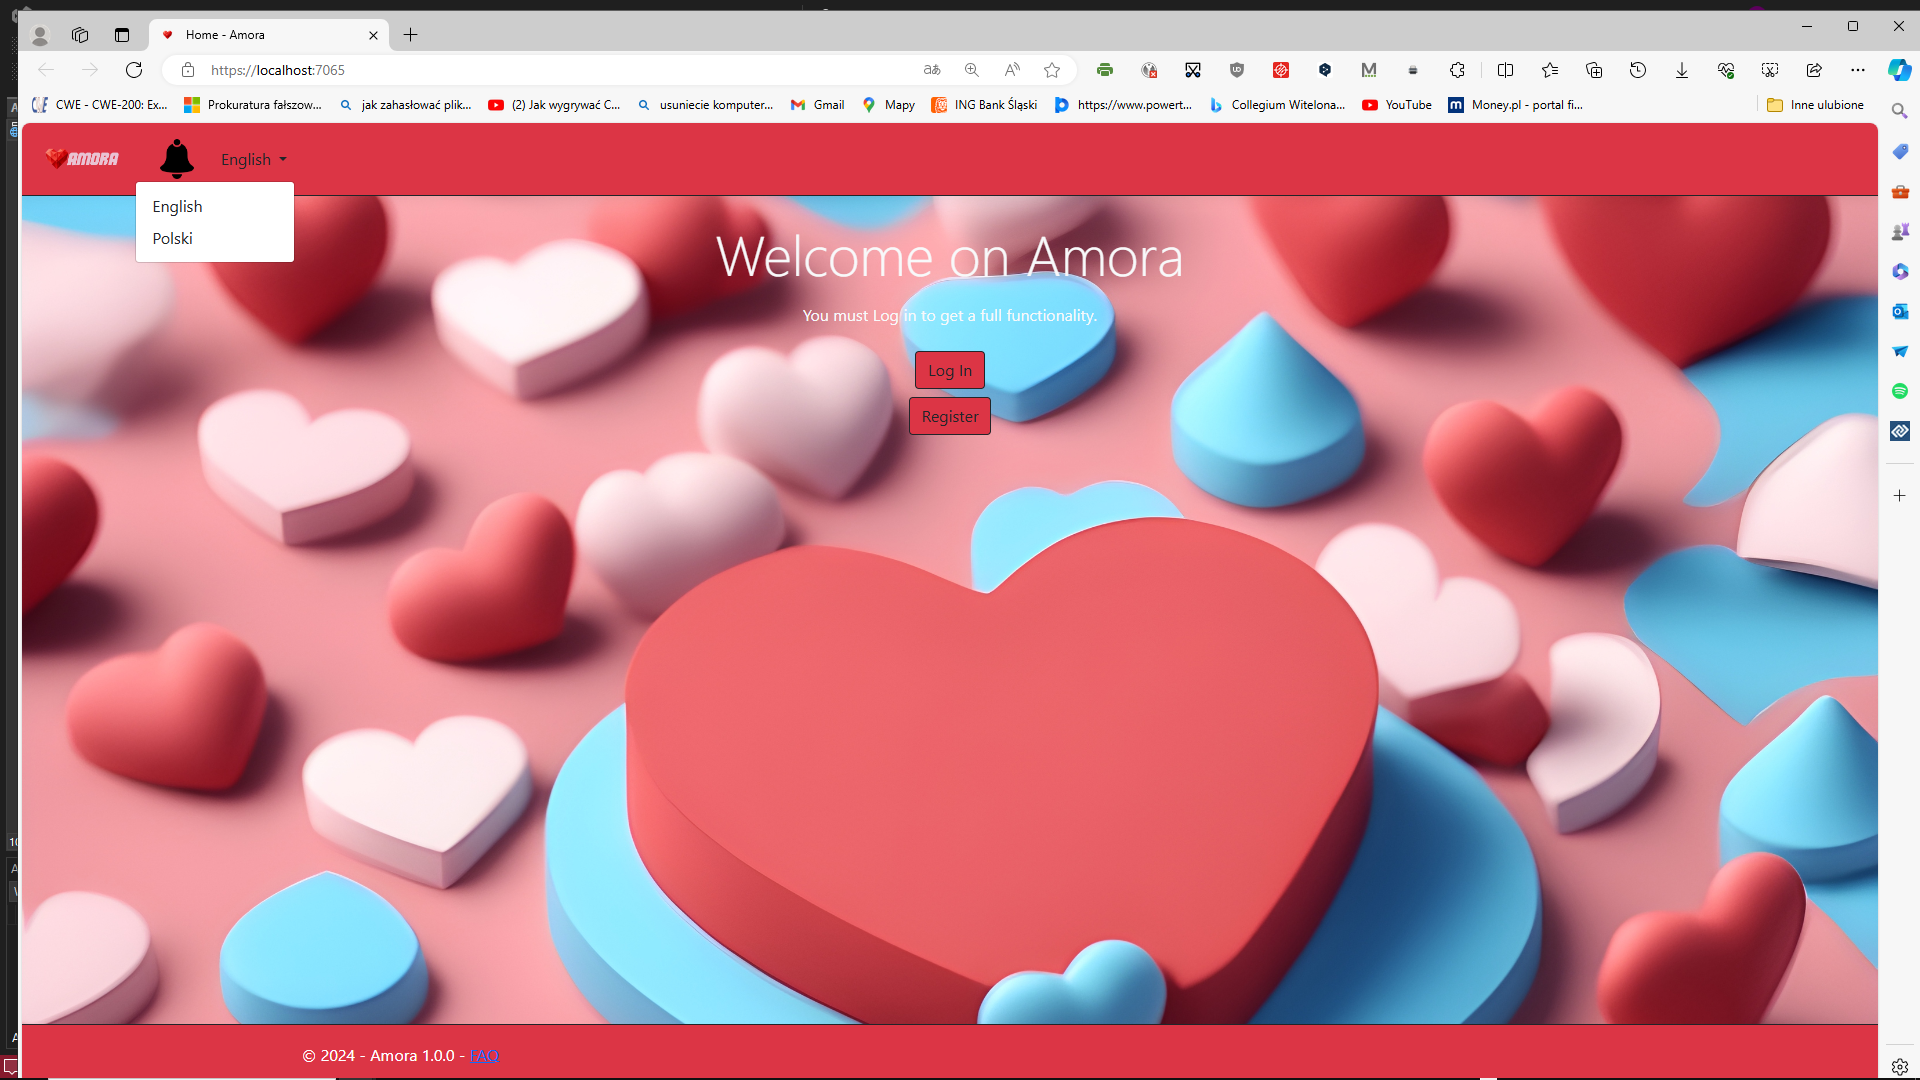 Home - Amora
https://localhost:7065
CWE - CWE-200: Ex...
Prokuratura fałszow...
jak zahasłować plik...
(2) Jak wygrywać C...
usuniecie komputer...
Gmail
Mapy
ING Bank Śląski
https://www.powert...
Collegium Witelona...
YouTube
Money.pl - portal fi...
Inne ulubione
AMORA
English
English
Polski
Welcome on Amora
You must Log in to get a full functionality.
Log In
Register
© 2024 - Amora 1.0.0 - FAQ